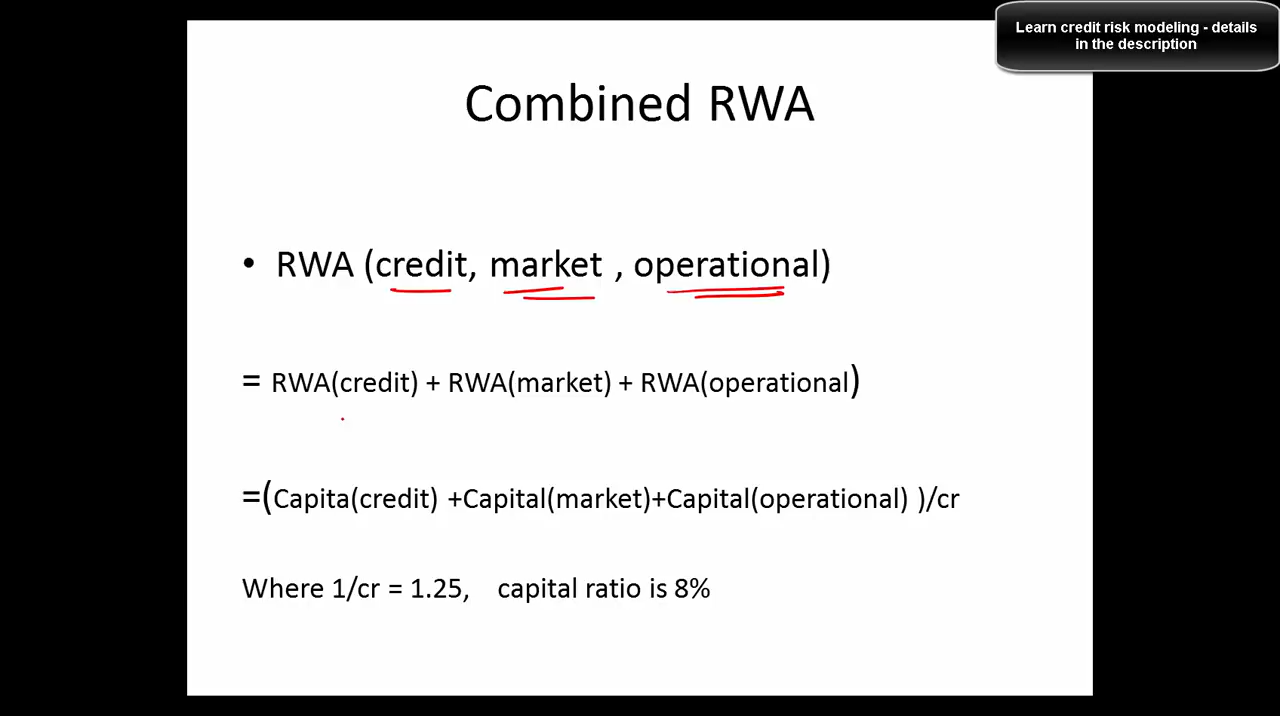 Learn credit risk modeling - details
in the description
Combined RWA
• RWA (credit, market , operational)
= RWA(credit) + RWA(market) + RWA(operational)
=(Capita(credit) +Capital(market)+Capital(operational) )/cr
Where 1/cr = 1.25, capital ratio is 8%